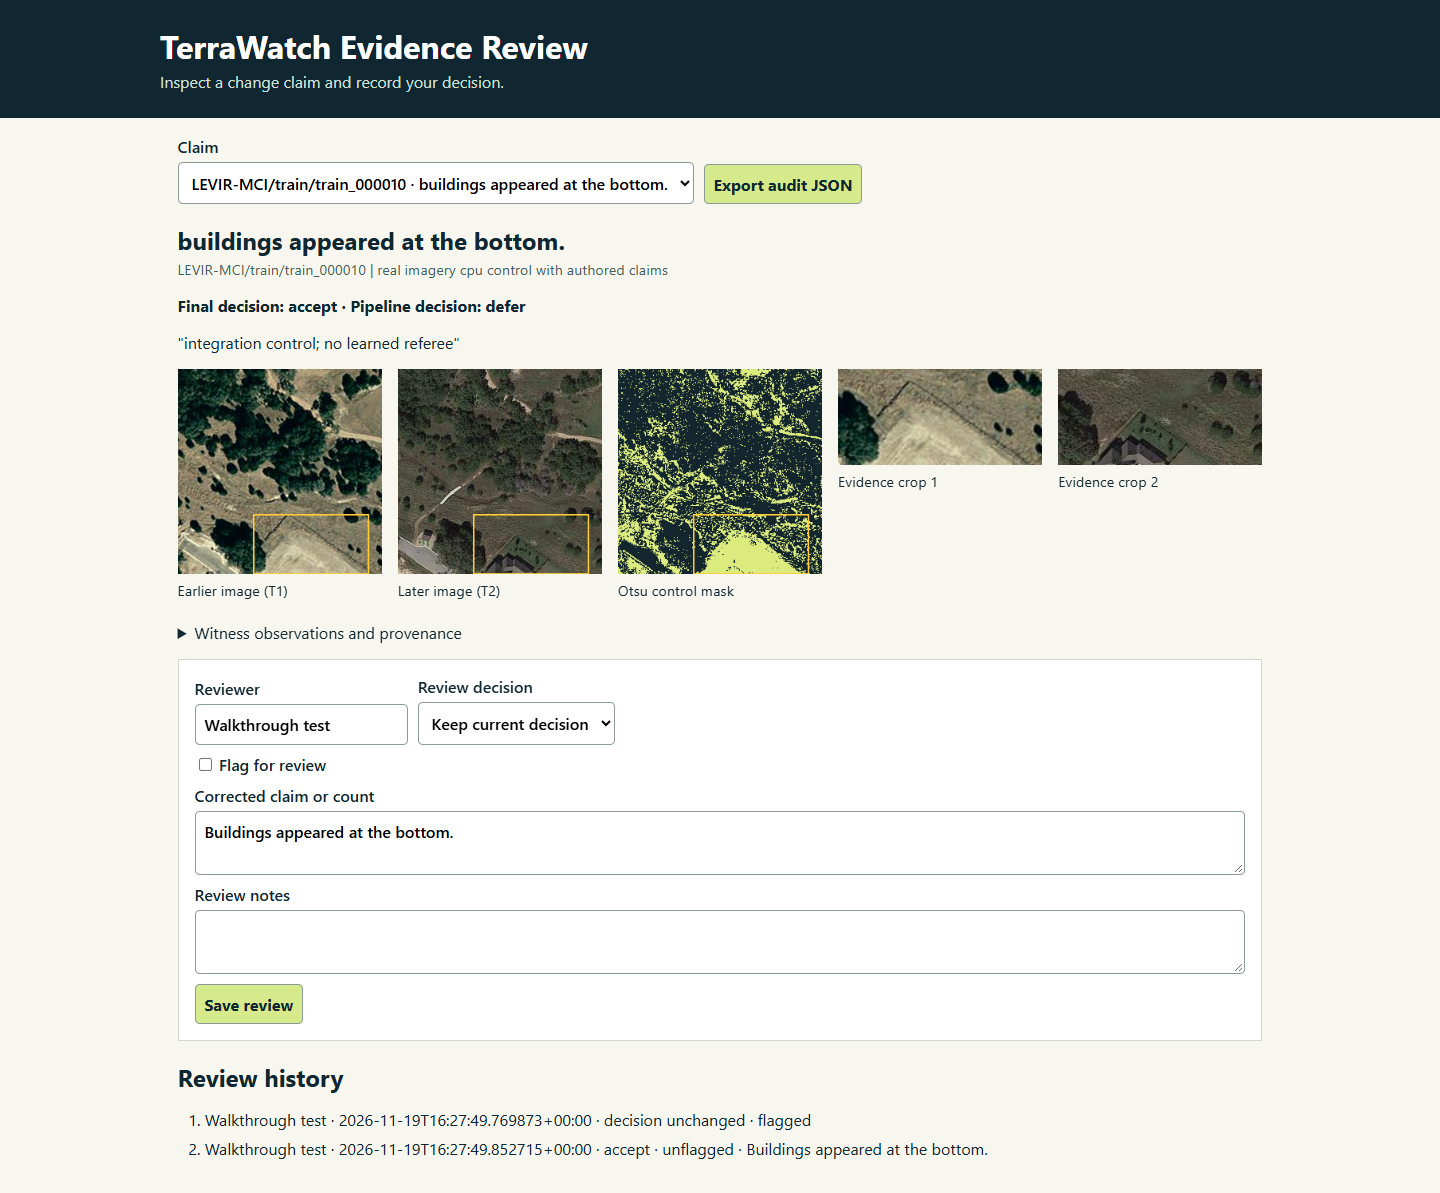 TerraWatch Evidence Review
Inspect a change claim and record your decision.
Claim
LEVIR-MCI/train/train_000010 · buildings appeared at the bottom.
Export audit JSON
buildings appeared at the bottom.
LEVIR-MCI/train/train_000010 | real imagery cpu control with authored claims
Final decision: accept · Pipeline decision: defer
"integration control; no learned referee"
Earlier image (T1)
Later image (T2)
Otsu control mask
Evidence crop 1
Evidence crop 2
Witness observations and provenance
Reviewer
Review decision
Walkthrough test
Keep current decision
Flag for review
Corrected claim or count
Buildings appeared at the bottom.
Review notes
Save review
Review history
1. Walkthrough test · 2026-11-19T16:27:49.769873+00:00 · decision unchanged · flagged
2. Walkthrough test · 2026-11-19T16:27:49.852715+00:00 · accept · unflagged · Buildings appeared at the bottom.